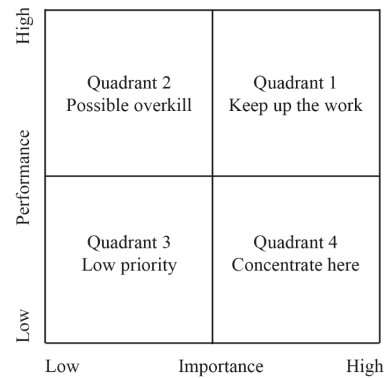 High
Performance
Low
Quadrant 2
Possible overkill
Quadrant 1
Keep up the work
Quadrant 3
Low priority
Quadrant 4
Concentrate here
Low
Importance
High